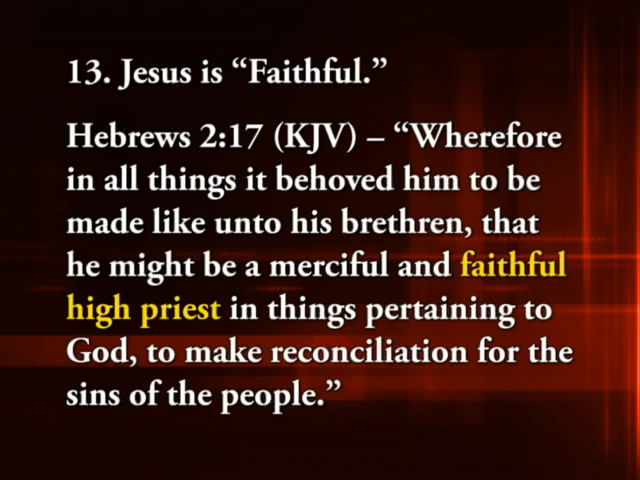 13. Jesus is “Faithful.”
Hebrews 2:17 (KJV) – “Wherefore
in all things it behoved him to be
made like unto his brethren, that
he might be a merciful and faithful
high priest in things pertaining to
God, to make reconciliation for the
sins of the people.”